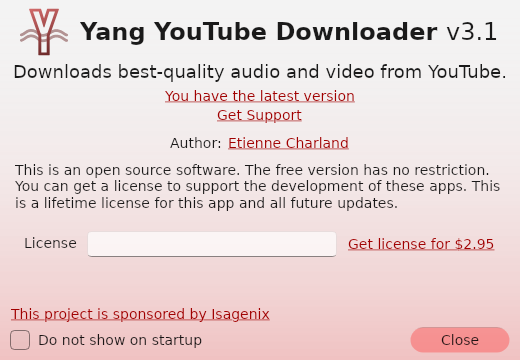 Yang YouTube Downloader v3.1
Downloads best-quality audio and video from YouTube.
You have the latest version
Get Support
Author: Etienne Charland
This is an open source software. The free version has no restriction.
You can get a license to support the development of these apps. This
is a lifetime license for this app and all future updates.
License Get license for $2.95
This project is sponsored by Isagenix
Do not show on startup Close